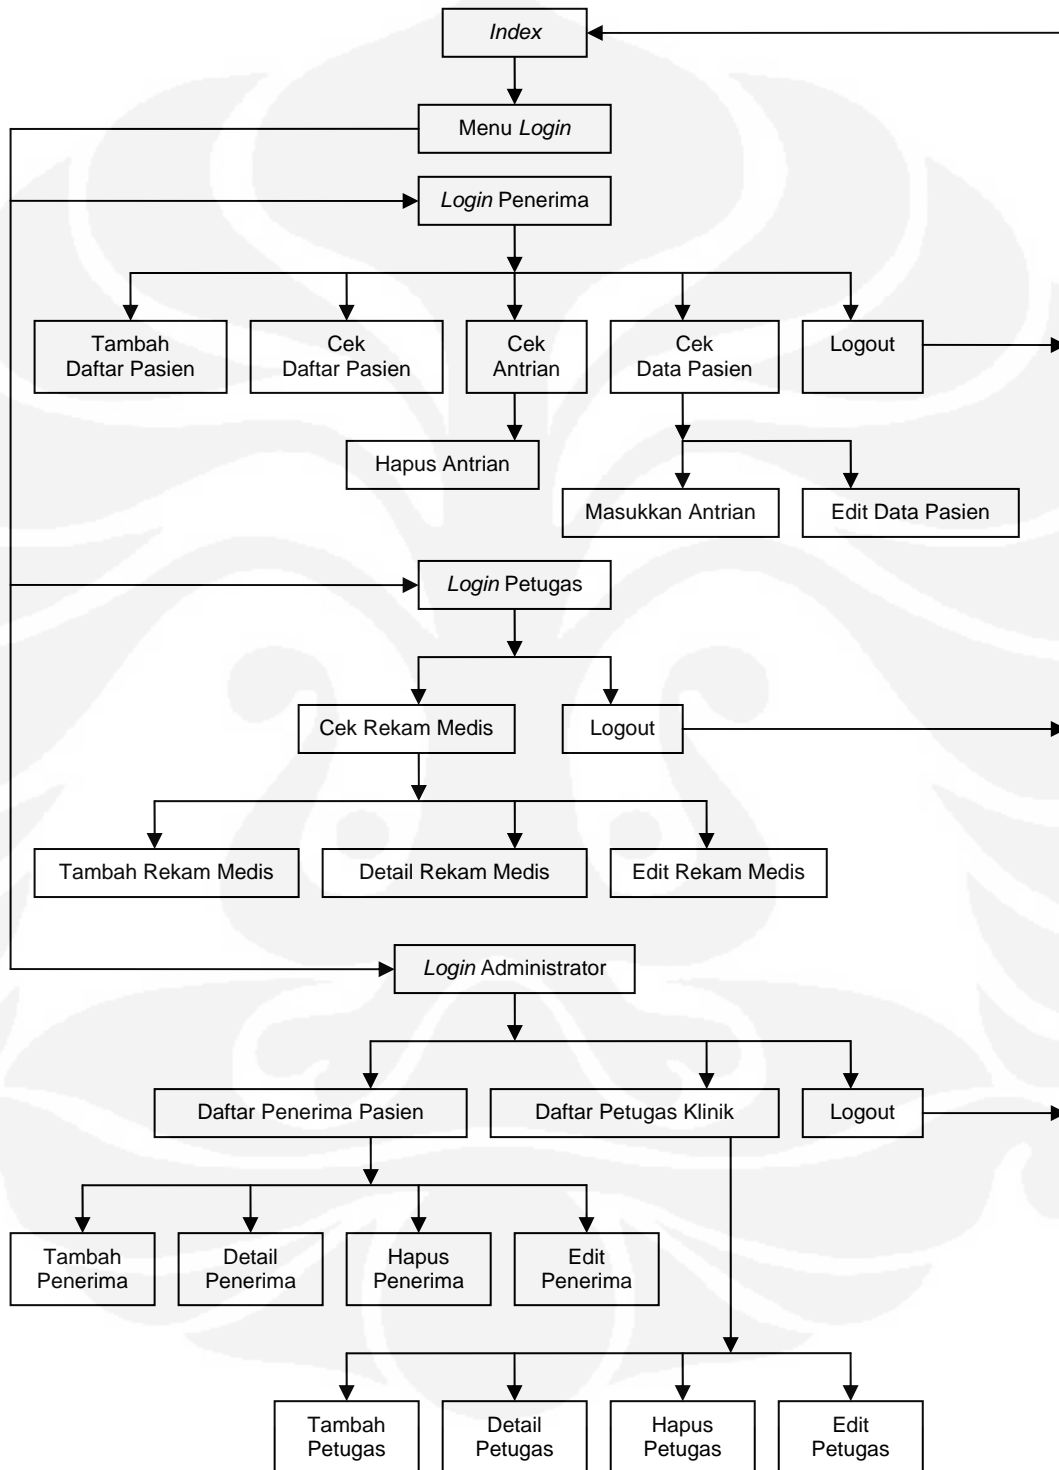 Index
Menu Login
Login Penerima
Tambah
Daftar Pasien
Cek
Daftar Pasien
Cek
Antrian
Cek
Data Pasien
Logout
Hapus Antrian
Masukkan Antrian
Edit Data Pasien
Login Petugas
Cek Rekam Medis
Logout
Tambah Rekam Medis
Detail Rekam Medis
Edit Rekam Medis
Login Administrator
Daftar Penerima Pasien
Daftar Petugas Klinik
Logout
Tambah
Penerima
Detail
Penerima
Hapus
Penerima
Edit
Penerima
Tambah
Petugas
Detail
Petugas
Hapus
Petugas
Edit
Petugas